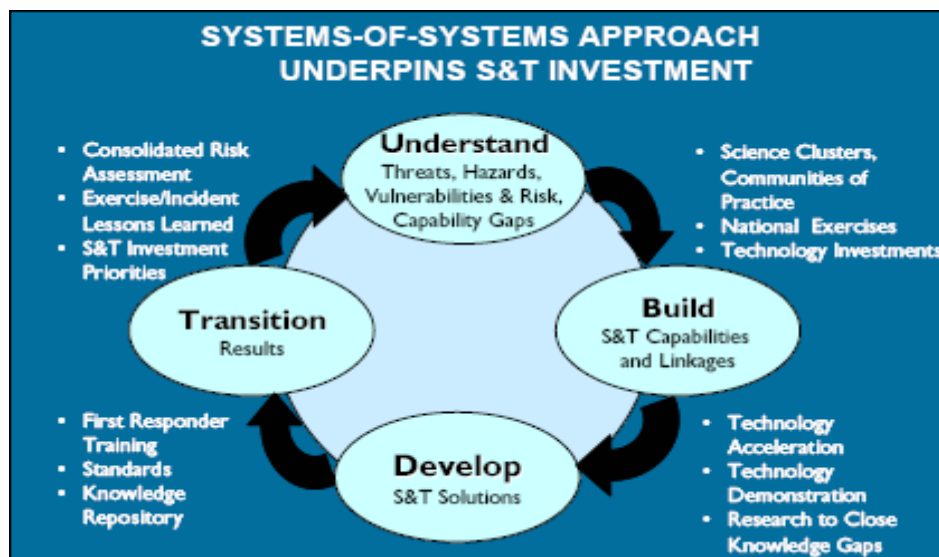 SYSTEMS-OF-SYSTEMS APPROACH
UNDERPINS S&T INVESTMENT
Understand
Threats, Hazards,
Vulnerabilities & Risk,
Capability Gaps
• Science Clusters,
Communities of
Practice
• National Exercises
• Technology Investments
Build
S&T Capabilities
and Linkages
• Technology
Acceleration
• Technology
Demonstration
• Research to Close
Knowledge Gaps
Develop
S&T Solutions
• First Responder
Training
• Standards
• Knowledge
Repository
Transition
Results
• Consolidated Risk
Assessment
• Exercise/Incident
Lessons Learned
• S&T Investment
Priorities